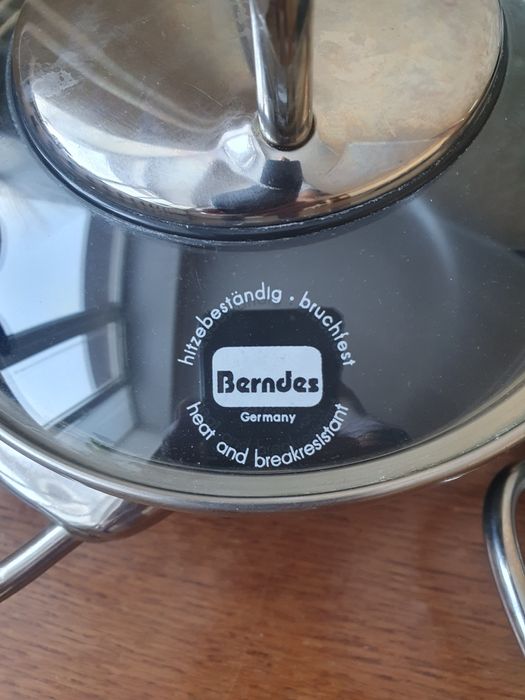 hitzebeständig · bruchfest
Berndes
Germany
heat and breakresistant